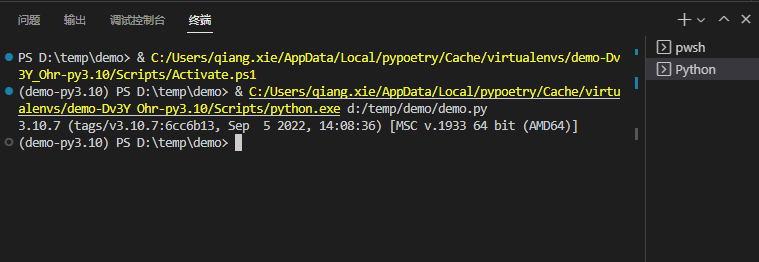 问题 输出 调试控制台 终端
PS D:\temp\demo> & C:/Users/qiang.xie/AppData/Local/pypoetry/Cache/virtualenvs/demo-Dv
3Y_Ohr-py3.10/Scripts/Activate.ps1
(demo-py3.10) PS D:\temp\demo> & C:/Users/qiang.xie/AppData/Local/pypoetry/Cache/virtu
alenvs/demo-Dv3Y_Ohr-py3.10/Scripts/python.exe d:/temp/demo/demo.py
3.10.7 (tags/v3.10.7:6cc6b13, Sep  5 2022, 14:08:36) [MSC v.1933 64 bit (AMD64)]
(demo-py3.10) PS D:\temp\demo>
pwsh
Python